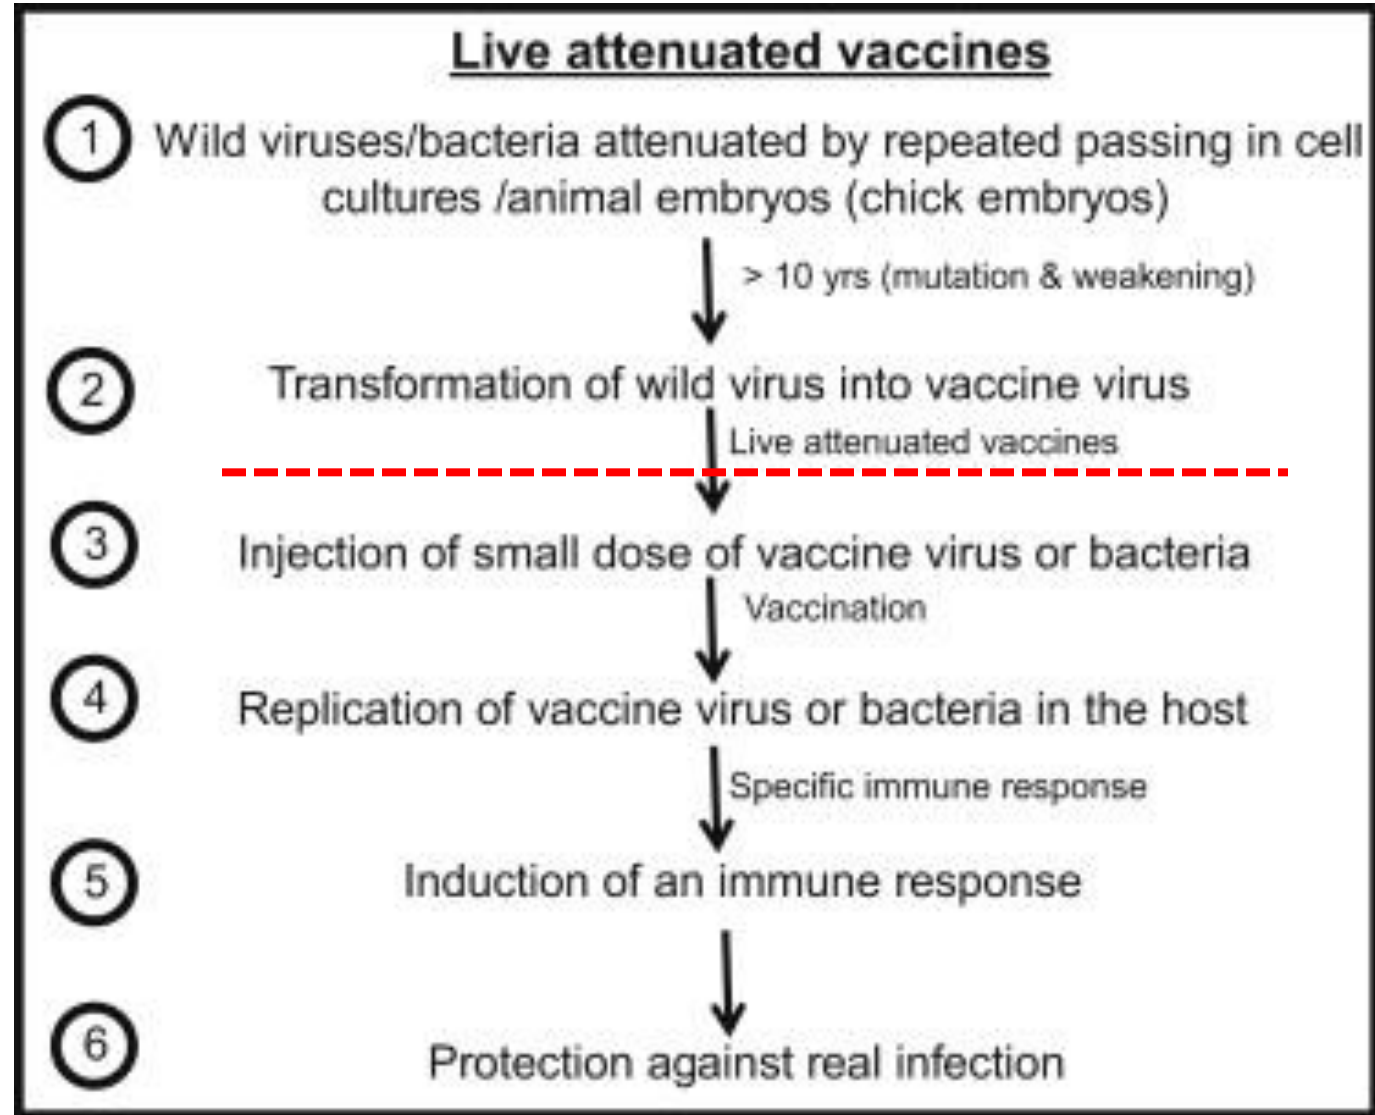 Live attenuated vaccines
1 Wild viruses/bacteria attenuated by repeated passing in cell
cultures /animal embryos (chick embryos)
> 10 yrs (mutation & weakening)
2 Transformation of wild virus into vaccine virus
Live attenuated vaccines
3 Injection of small dose of vaccine virus or bacteria
Vaccination
4 Replication of vaccine virus or bacteria in the host
Specific immune response
5 Induction of an immune response
6 Protection against real infection